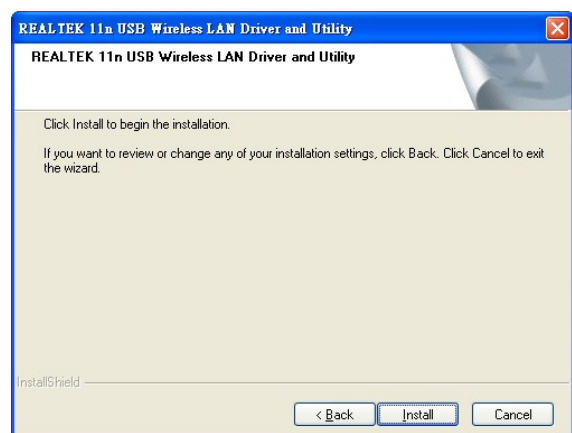 REALTEK 11n USB Wireless LAN Driver and Utility
REALTEK 11n USB Wireless LAN Driver and Utility
Click Install to begin the installation.
If you want to review or change any of your installation settings, click Back. Click Cancel to exit
the wizard.
InstallShield
< Back
Install
Cancel